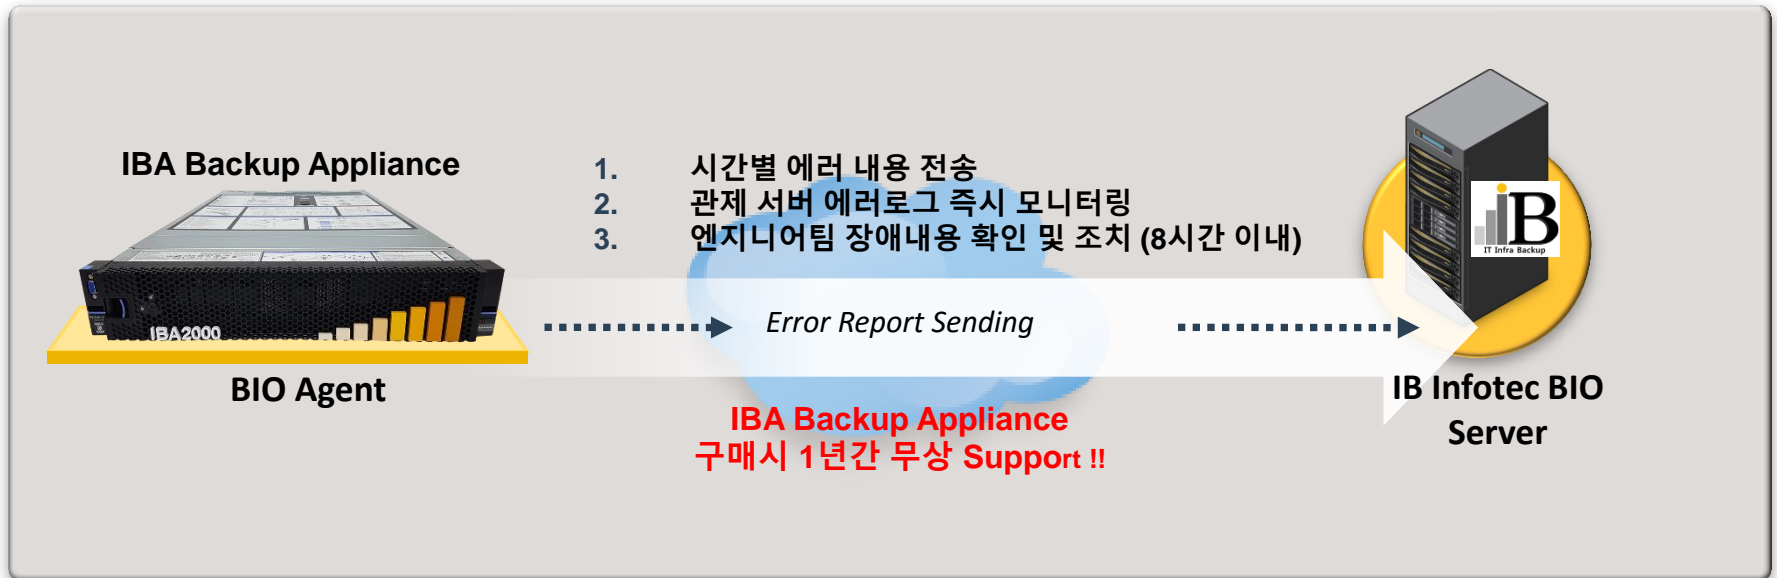 IBA Backup Appliance
1. 시간별 에러 내용 전송
2. 관제 서버 에러로그 즉시 모니터링
3. 엔지니어팀 장애내용 확인 및 조치 (8시간 이내)
iB
IT Infra Backup
IBA2000
Error Report Sending
BIO Agent
IB Infotec BIO
Server
IBA Backup Appliance
구매시 1년간 무상 Support !!